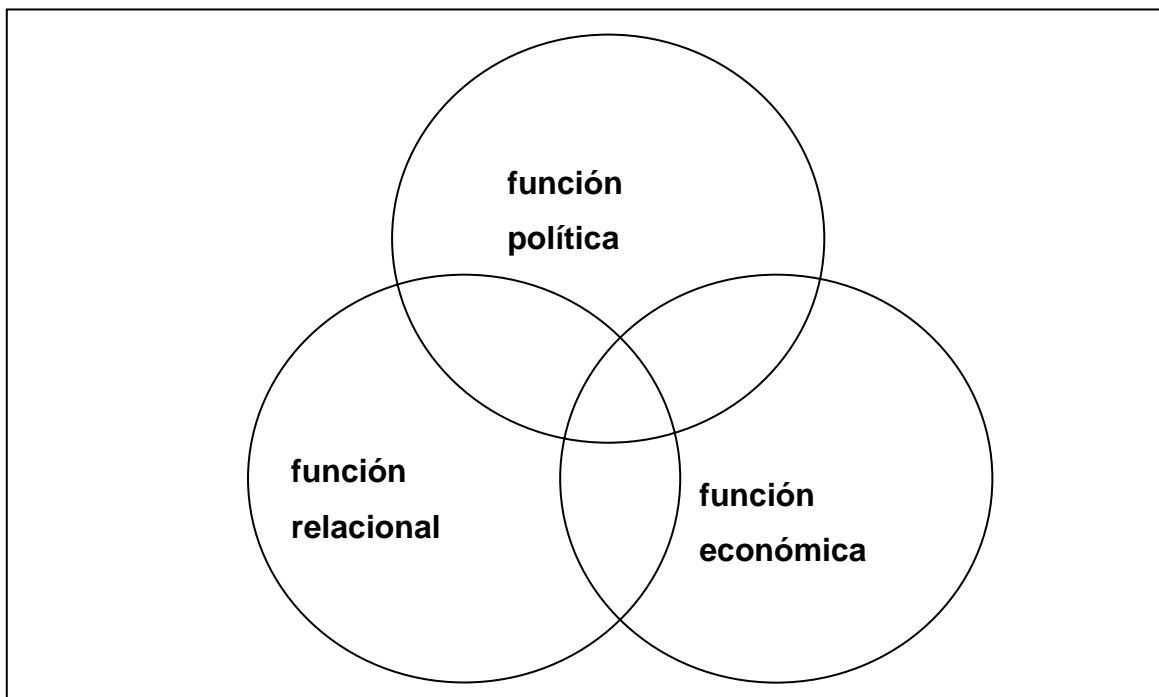 función
política
función
relacional
función
económica